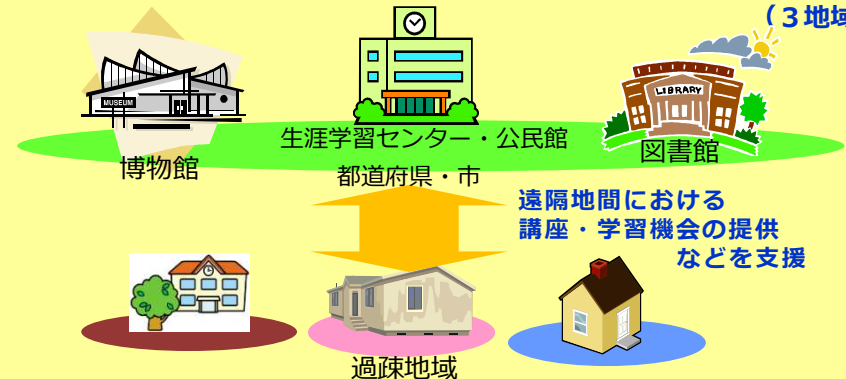 (3地域
MUSEUM
LIBRARY
博物館
生涯学習センター・公民館
図書館
都道府県・市
遠隔地間における
講座・学習機会の提供
などを支援
過疎地域